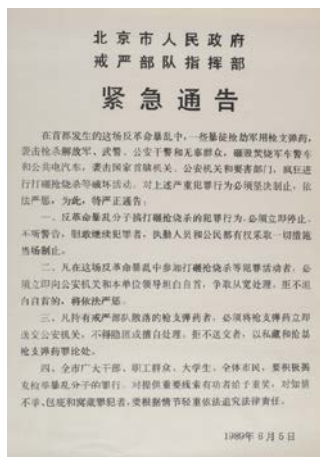 北京市人民政府
戒严部队指挥部
紧急通告
在首都发生的这场反革命暴乱中，一些暴徒抢劫军用枪支弹药，
袭击枪杀解放军、武警、公安干警和无辜群众，砸毁焚烧军车警车
和公共电汽车，袭击国家首脑机关、公安机关和要害部门，疯狂进
行打砸抢烧杀等破坏活动。对上述严重犯罪行为必须坚决制止，依
法严惩。为此，特严正通告：
一、反革命暴乱分子搞打砸抢烧杀的犯罪行为，必须立即停止。
不听警告，胆敢继续犯罪者，执勤人员和公民都有权采取一切措施
当场制止。
二、凡在这场反革命暴乱中参加打砸抢烧杀等犯罪活动者，必
须立即向公安机关和本单位领导坦白自首，争取从宽处理，拒不坦
白自首的，将依法严惩。
三、凡持有戒严部队散落的枪支弹药者，必须将枪支弹药立即
送交公安机关，不得隐匿或擅自处理。拒不送交者，以私藏和抢劫
枪支弹药罪论处。
四、全市广大干部、职工群众，大学生，全体市民，要积极揭
发检举暴乱分子的罪行。对提供重要线索有功者给予重奖，对知情
不举、包庇和窝藏罪犯者，要根据情节轻重依法追究法律责任。
1989年6月5日